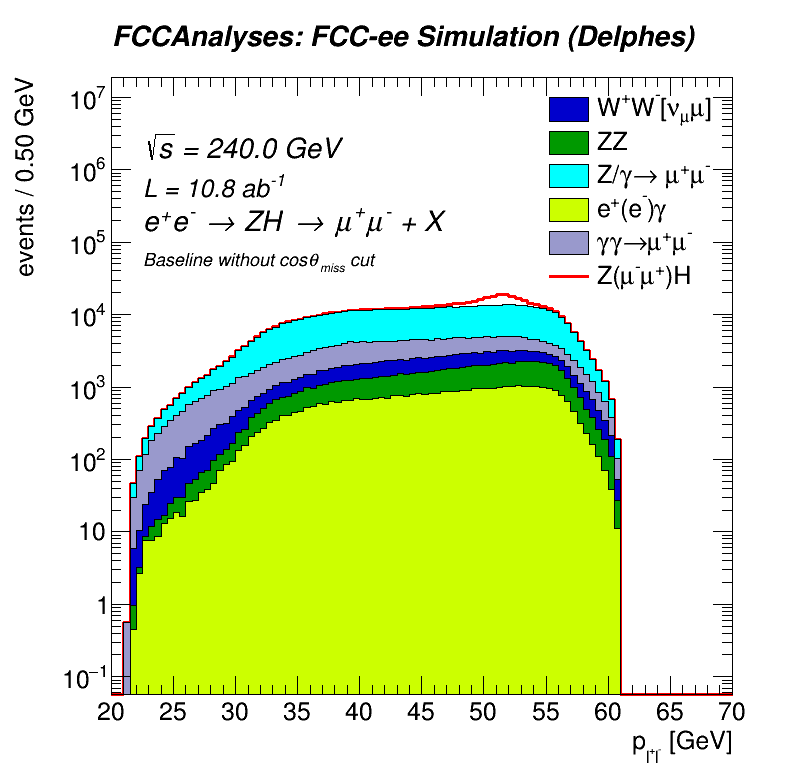 FCCAnalyses: FCC-ee Simulation (Delphes)
events / 0.50 GeV
10⁷
10⁶
10⁵
10⁴
10³
10²
10
1
10⁻¹
√s = 240.0 GeV
L = 10.8 ab⁻¹
e⁺e⁻ → ZH → μ⁺μ⁻ + X
Baseline without cosθ_miss cut
W⁺W⁻[ν_μμ]
ZZ
Z/γ→ μ⁺μ⁻
e⁺(e⁻)γ
γγ→μ⁺μ⁻
Z(μ⁻μ⁺)H
20 25 30 35 40 45 50 55 60 65 70
p_l⁺l⁻ [GeV]